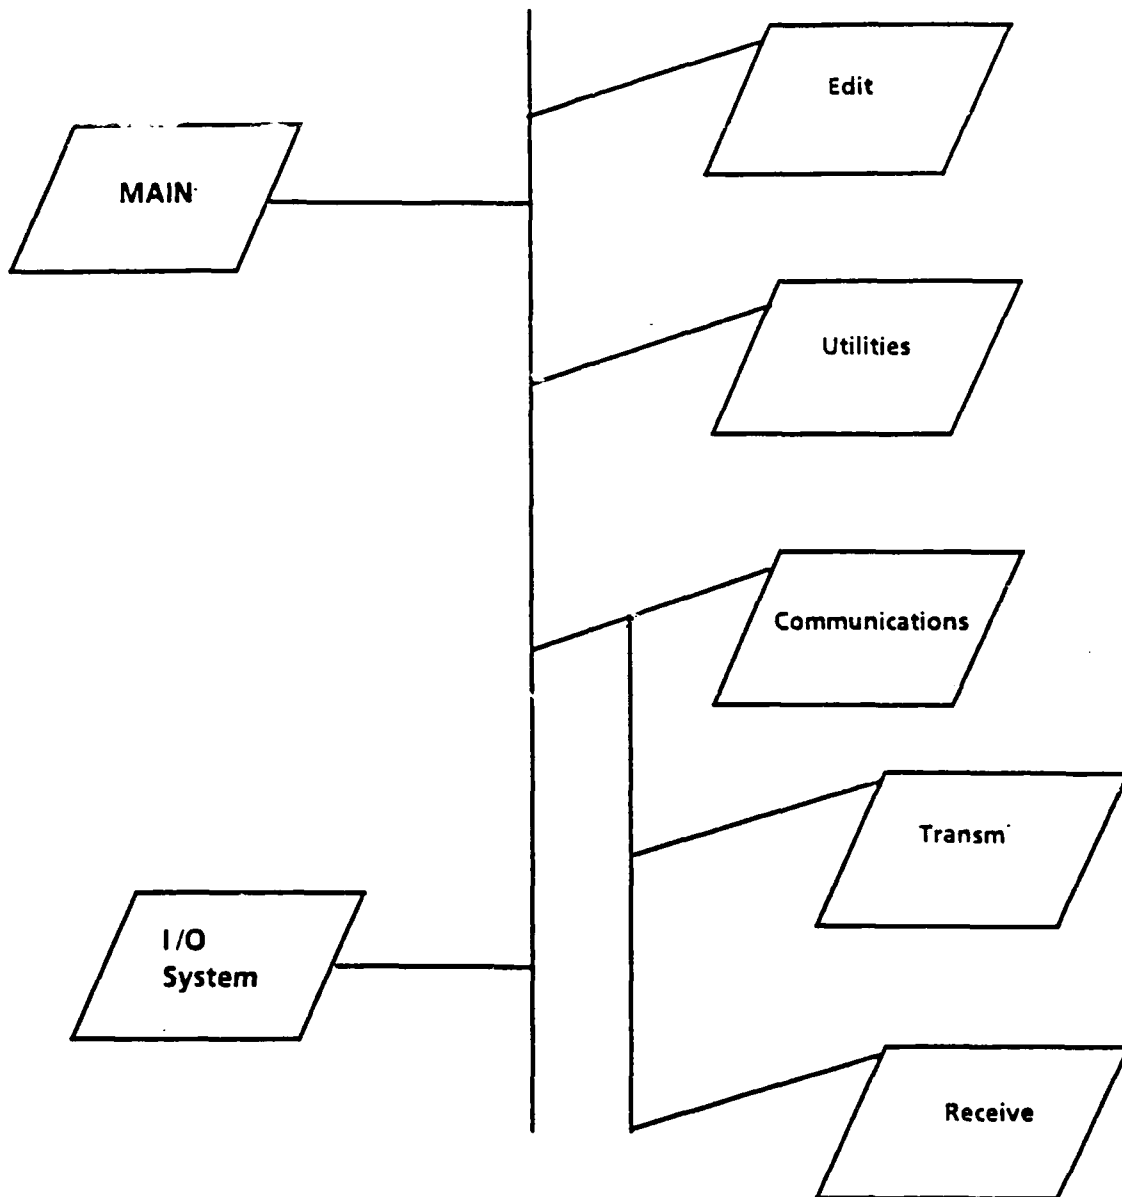 Edit
MAIN
Utilities
Communications
Transm
I/O
System
Receive